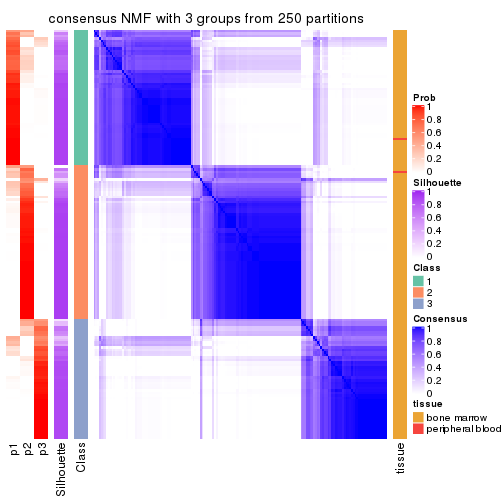 consensus NMF with 3 groups from 250 partitions
Prob
1
0.8
0.6
0.4
0.2
0
Silhouette
1
0.8
0.6
0.4
0.2
0
Class
1
2
3
Consensus
1
0.8
0.6
0.4
0.2
0
tissue
bone marrow
peripheral blood
p1
p2
p3
Silhouette
Class
tissue